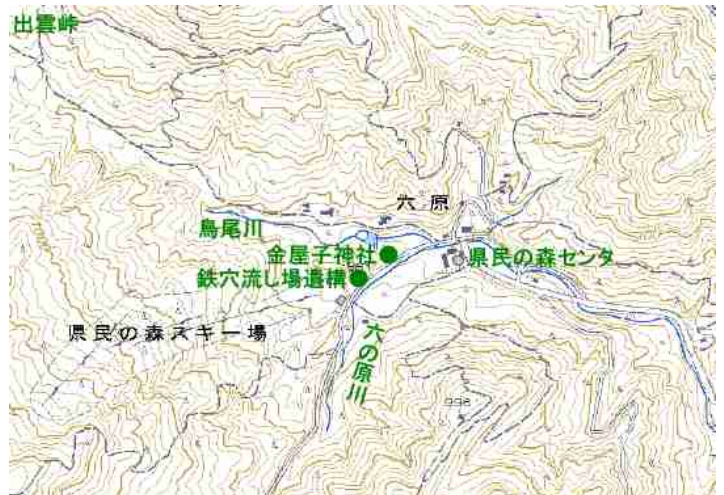 出雲峠
六原
鳥尾川
金屋子神社
県民の森センタ
鉄穴流し場遺構
県民の森スキー場
六の原川
998